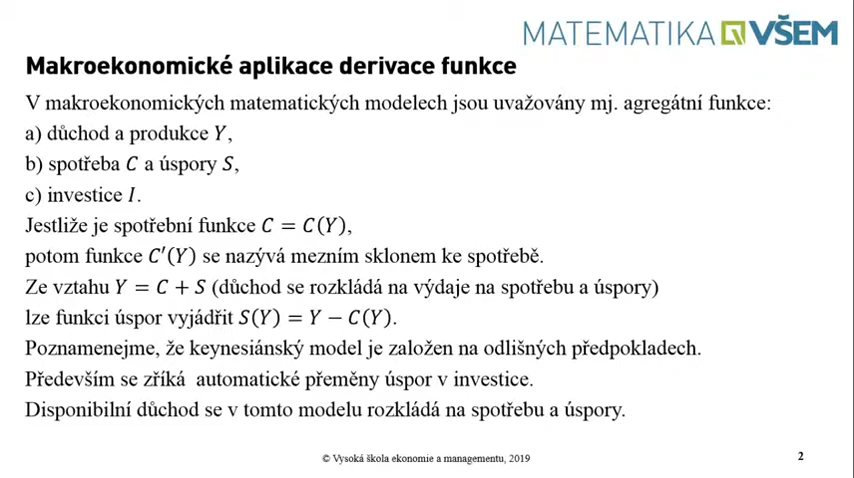 MATEMATIKA VŠEM
Makroekonomické aplikace derivace funkce
V makroekonomických matematických modelech jsou uvažovány mj. agregátní funkce:
a) důchod a produkce Y,
b) spotřeba C a úspory S,
c) investice I.
Jestliže je spotřební funkce C = C(Y),
potom funkce C′(Y) se nazývá mezním sklonem ke spotřebě.
Ze vztahu Y = C + S (důchod se rozkládá na výdaje na spotřebu a úspory)
lze funkci úspor vyjádřit S(Y) = Y − C(Y).
Poznamenejme, že keynesiánský model je založen na odlišných předpokladech.
Především se zříká automatické přeměny úspor v investice.
Disponibilní důchod se v tomto modelu rozkládá na spotřebu a úspory.
© Vysoká škola ekonomie a managementu, 2019
2